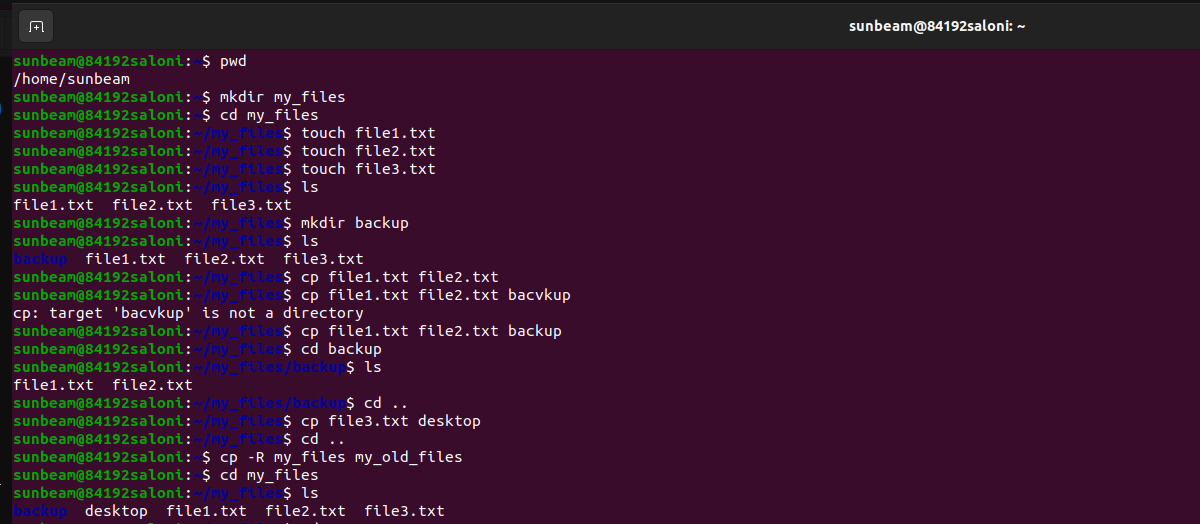 sunbeam@84192saloni: ~
sunbeam@84192saloni:~$ pwd
/home/sunbeam
sunbeam@84192saloni:~$ mkdir my_files
sunbeam@84192saloni:~$ cd my_files
sunbeam@84192saloni:~/my_files$ touch file1.txt
sunbeam@84192saloni:~/my_files$ touch file2.txt
sunbeam@84192saloni:~/my_files$ touch file3.txt
sunbeam@84192saloni:~/my_files$ ls
file1.txt  file2.txt  file3.txt
sunbeam@84192saloni:~/my_files$ mkdir backup
sunbeam@84192saloni:~/my_files$ ls
backup  file1.txt  file2.txt  file3.txt
sunbeam@84192saloni:~/my_files$ cp file1.txt file2.txt
sunbeam@84192saloni:~/my_files$ cp file1.txt file2.txt bacvkup
cp: target 'bacvkup' is not a directory
sunbeam@84192saloni:~/my_files$ cp file1.txt file2.txt backup
sunbeam@84192saloni:~/my_files$ cd backup
sunbeam@84192saloni:~/my_files/backup$ ls
file1.txt  file2.txt
sunbeam@84192saloni:~/my_files/backup$ cd ..
sunbeam@84192saloni:~/my_files$ cp file3.txt desktop
sunbeam@84192saloni:~/my_files$ cd ..
sunbeam@84192saloni:~$ cp -R my_files my_old_files
sunbeam@84192saloni:~$ cd my_files
sunbeam@84192saloni:~/my_files$ ls
backup  desktop  file1.txt  file2.txt  file3.txt